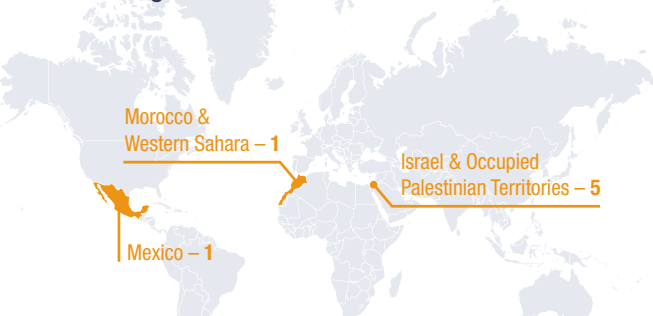 Morocco &
Western Sahara – 1
Israel & Occupied
Palestinian Territories – 5
Mexico – 1